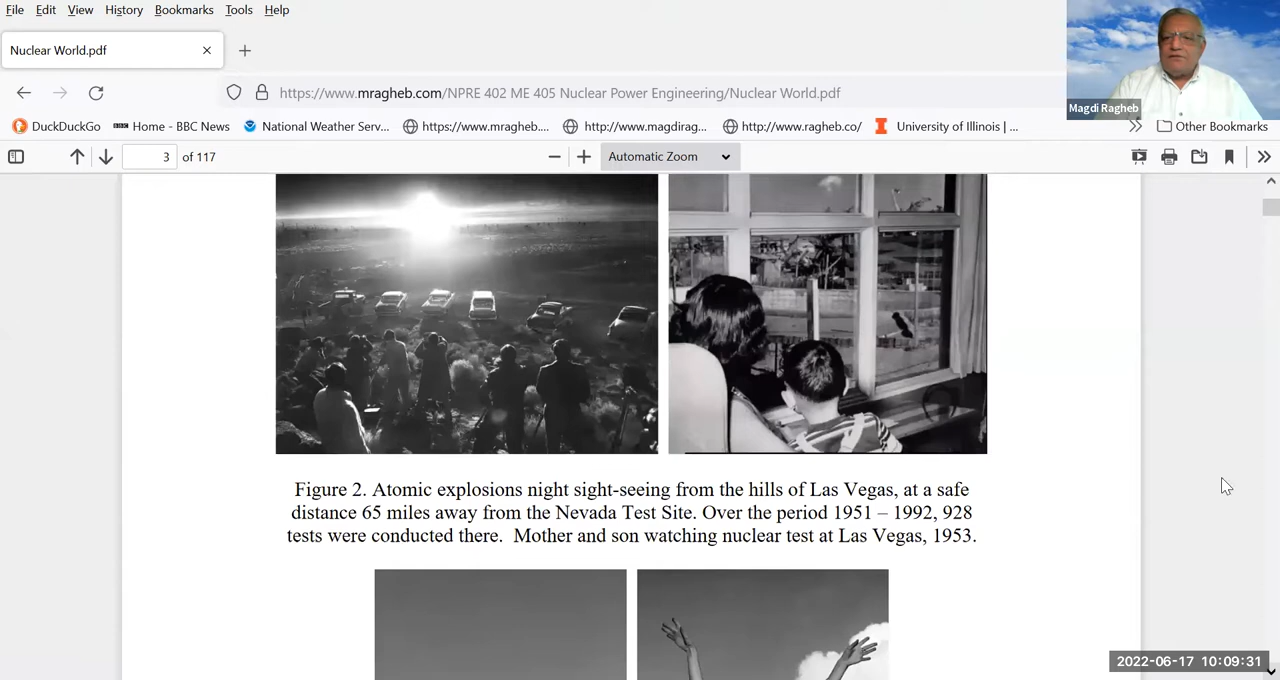 File Edit View History Bookmarks Tools Help
Nuclear World.pdf
https://www.mragheb.com/NPRE 402 ME 405 Nuclear Power Engineering/Nuclear World.pdf
Magdi Ragheb
DuckDuckGo BBC Home - BBC News National Weather Serv... https://www.mragheb.... http://www.magdirag... http://www.ragheb.co/ I University of Illinois | ... Other Bookmarks
3 of 117 Automatic Zoom
Figure 2. Atomic explosions night sight-seeing from the hills of Las Vegas, at a safe
distance 65 miles away from the Nevada Test Site. Over the period 1951 – 1992, 928
tests were conducted there. Mother and son watching nuclear test at Las Vegas, 1953.
2022-06-17 10:09:31